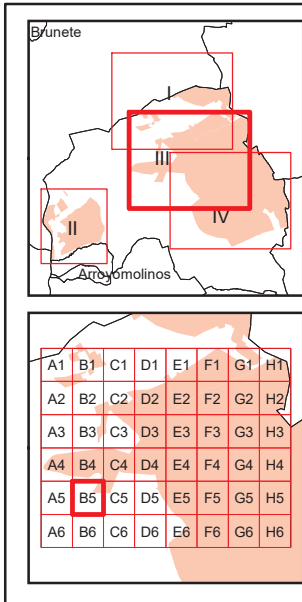 Brunete
I
III
IV
II
Arroyomolinos
A1 B1 C1 D1 E1 F1 G1 H1
A2 B2 C2 D2 E2 F2 G2 H2
A3 B3 C3 D3 E3 F3 G3 H3
A4 B4 C4 D4 E4 F4 G4 H4
A5 B5 C5 D5 E5 F5 G5 H5
A6 B6 C6 D6 E6 F6 G6 H6